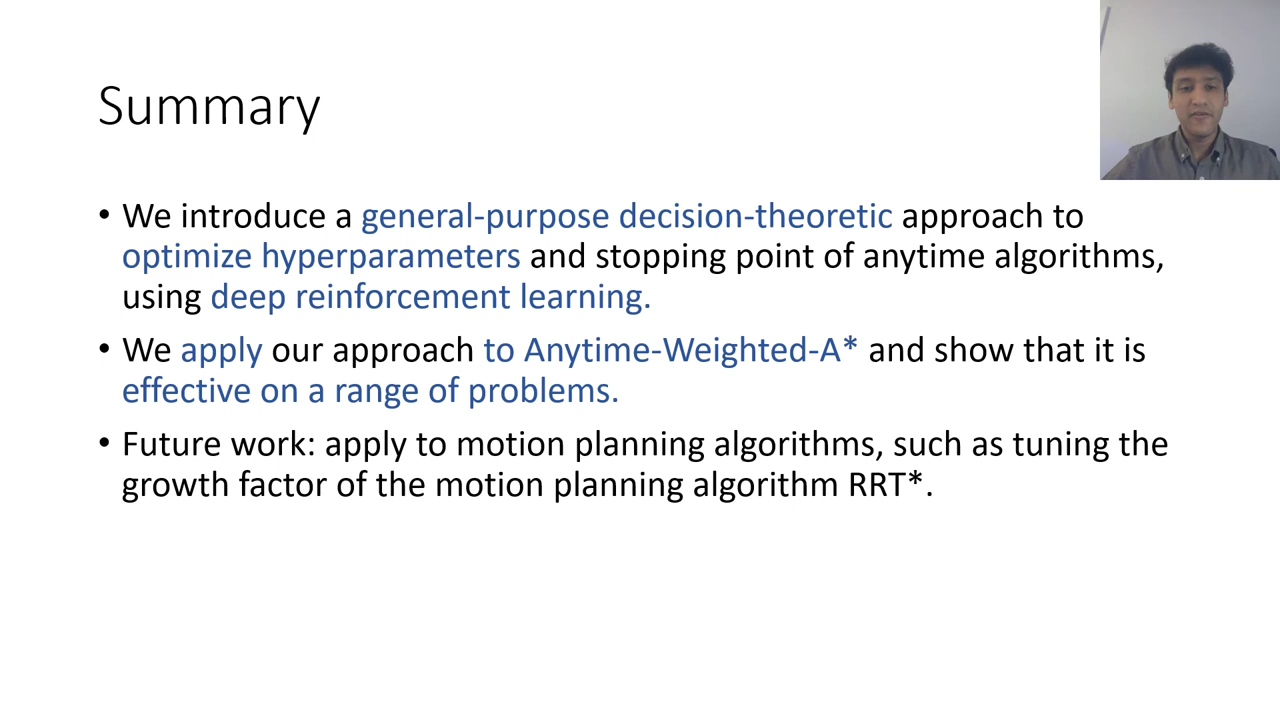 Summary
• We introduce a general-purpose decision-theoretic approach to
optimize hyperparameters and stopping point of anytime algorithms,
using deep reinforcement learning.
• We apply our approach to Anytime-Weighted-A* and show that it is
effective on a range of problems.
• Future work: apply to motion planning algorithms, such as tuning the
growth factor of the motion planning algorithm RRT*.